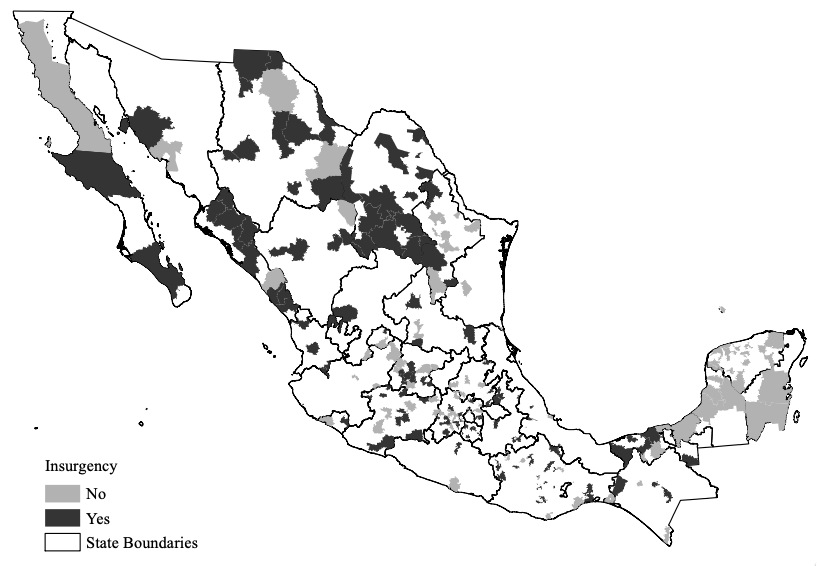 Insurgency
No
Yes
State Boundaries